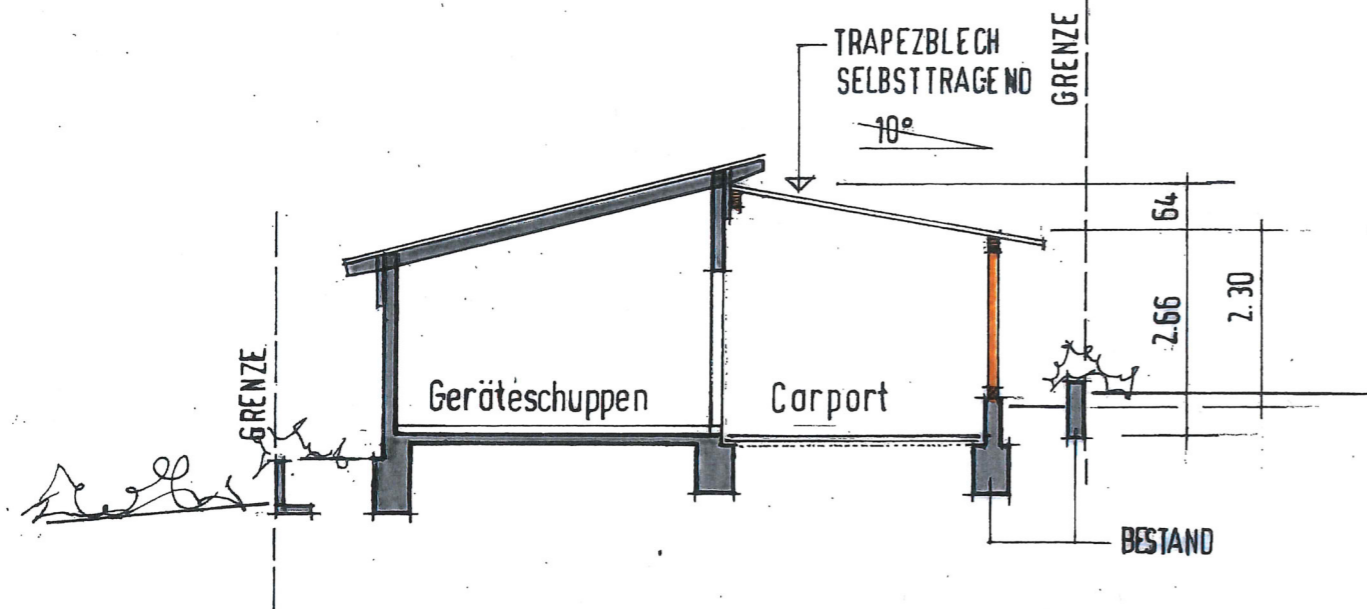 TRAPEZBLECH
SELBSTTRAGEND
GRENZE
10°
64
2.66
2.30
GRENZE
Geräteschuppen
Carport
BESTAND